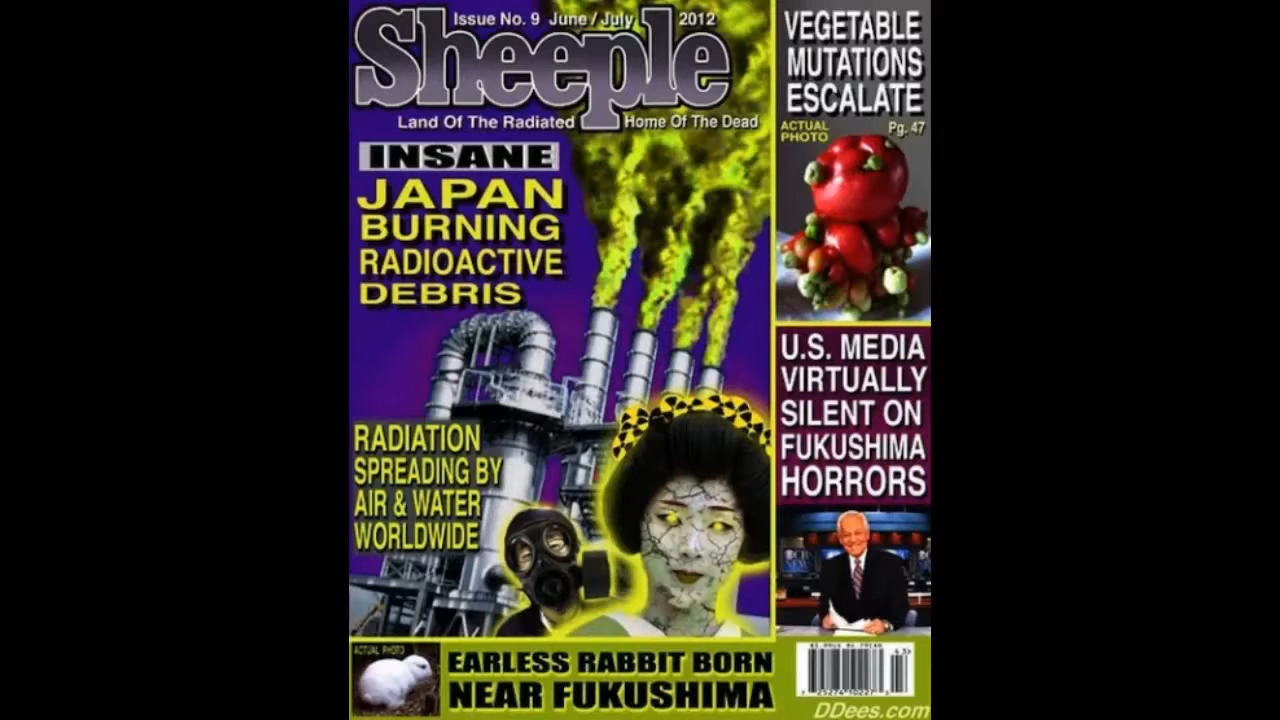 Issue No. 9 June / July 2012
Sheeple
Land Of The Radiated Home Of The Dead
INSANE
JAPAN
BURNING
RADIOACTIVE
DEBRIS
RADIATION
SPREADING BY
AIR & WATER
WORLDWIDE
VEGETABLE
MUTATIONS
ESCALATE
ACTUAL
PHOTO
Pg. 47
U.S. MEDIA
VIRTUALLY
SILENT ON
FUKUSHIMA
HORRORS
ACTUAL PHOTO
EARLESS RABBIT BORN
NEAR FUKUSHIMA
DDees.com